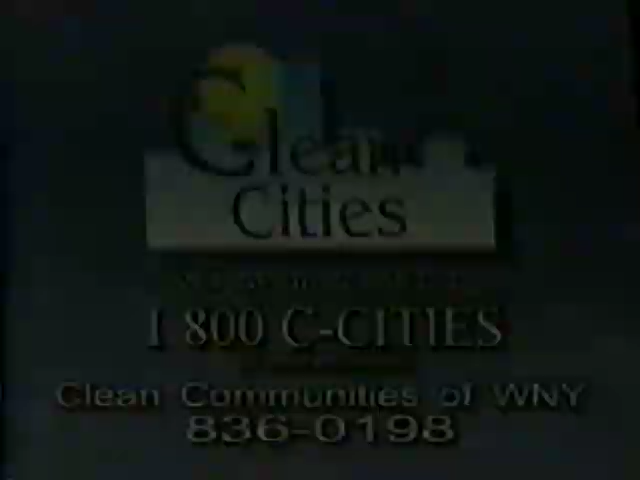 Clean
Cities
1 800 C-CITIES
Clean Communities of WNY
836-0198